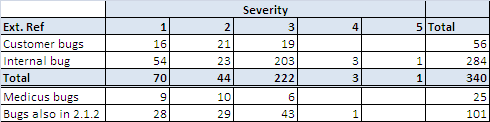 Severity
Ext. Ref 1 2 3 4 5 Total
Customer bugs 16 21 19 56
Internal bug 54 23 203 3 1 284
Total 70 44 222 3 1 340
Medicus bugs 9 10 6 25
Bugs also in 2.1.2 28 29 43 1 101